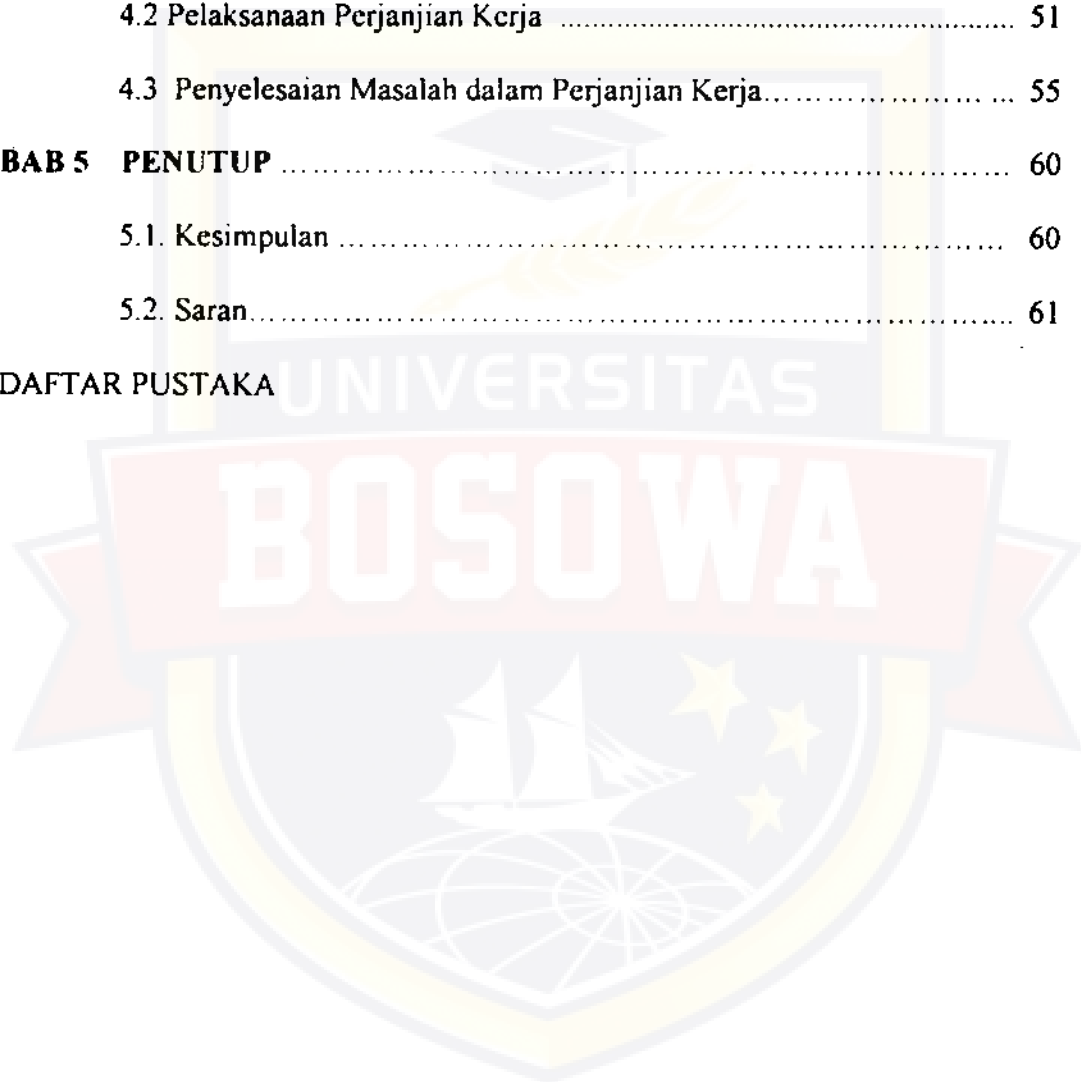 4.2 Pelaksanaan Perjanjian Kerja ........................................................ 51
4.3 Penyelesaian Masalah dalam Perjanjian Kerja........................... 55
BAB 5 PENUTUP ................................................................................ 60
5.1. Kesimpulan ........................................................................ 60
5.2. Saran................................................................................... 61
DAFTAR PUSTAKA
UNIVERSITAS
BOSOWA